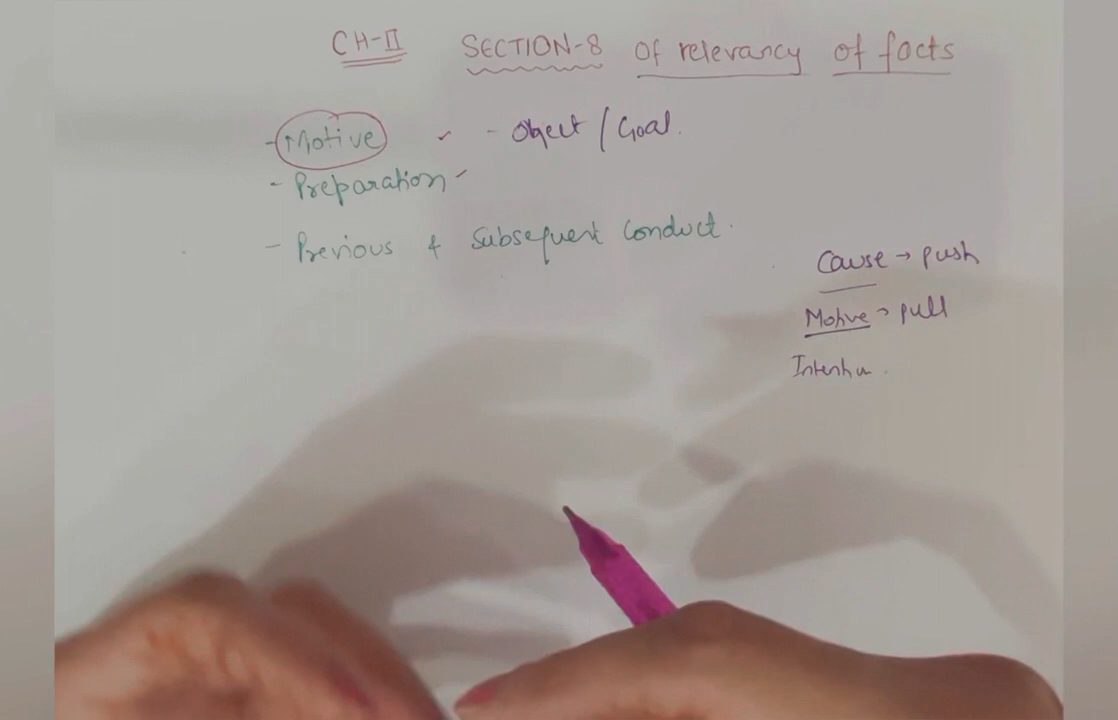 CH-II SECTION-8 Of relevancy of facts
- Motive ✓ - Object / Goal.
- Preparation ✓
- Previous & Subsequent Conduct.
Cause → push
Motive → pull
Intention